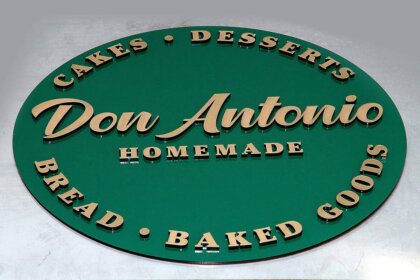 CAKES • DESSERTS
Don Antonio
HOMEMADE
BREAD • BAKED GOODS